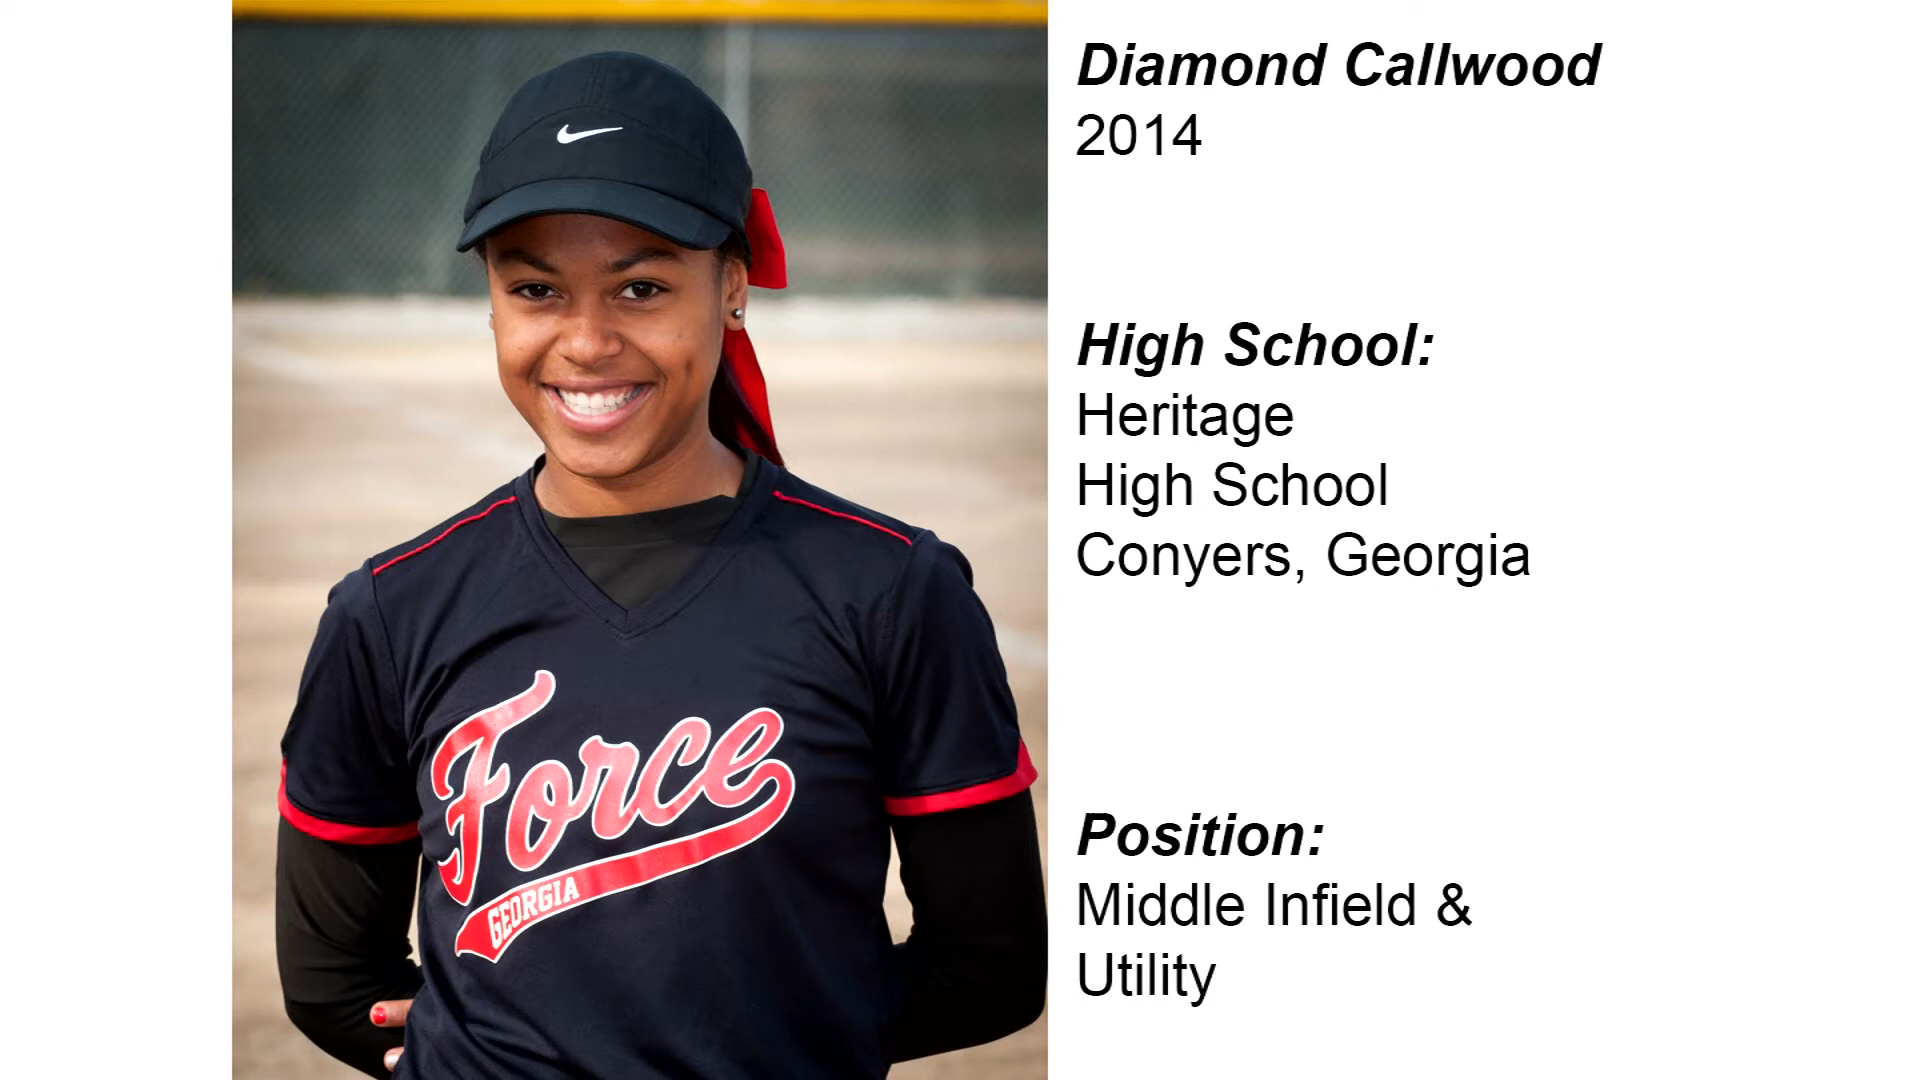 Diamond Callwood
2014
High School:
Heritage
High School
Conyers, Georgia
Position:
Middle Infield &
Utility
Force
GEORGIA